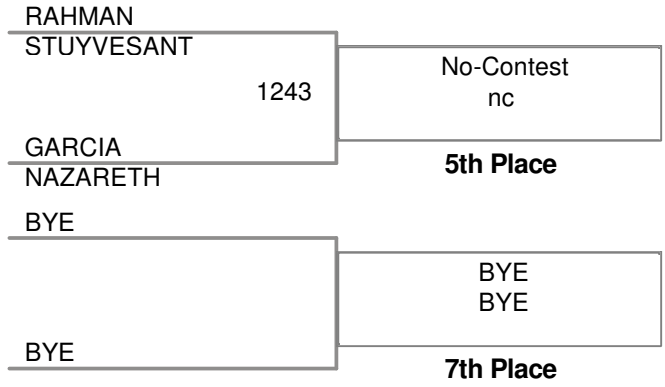 RAHMAN
STUYVESANT
No-Contest
1243
nc
GARCIA
5th Place
NAZARETH
BYE
BYE
BYE
BYE
7th Place